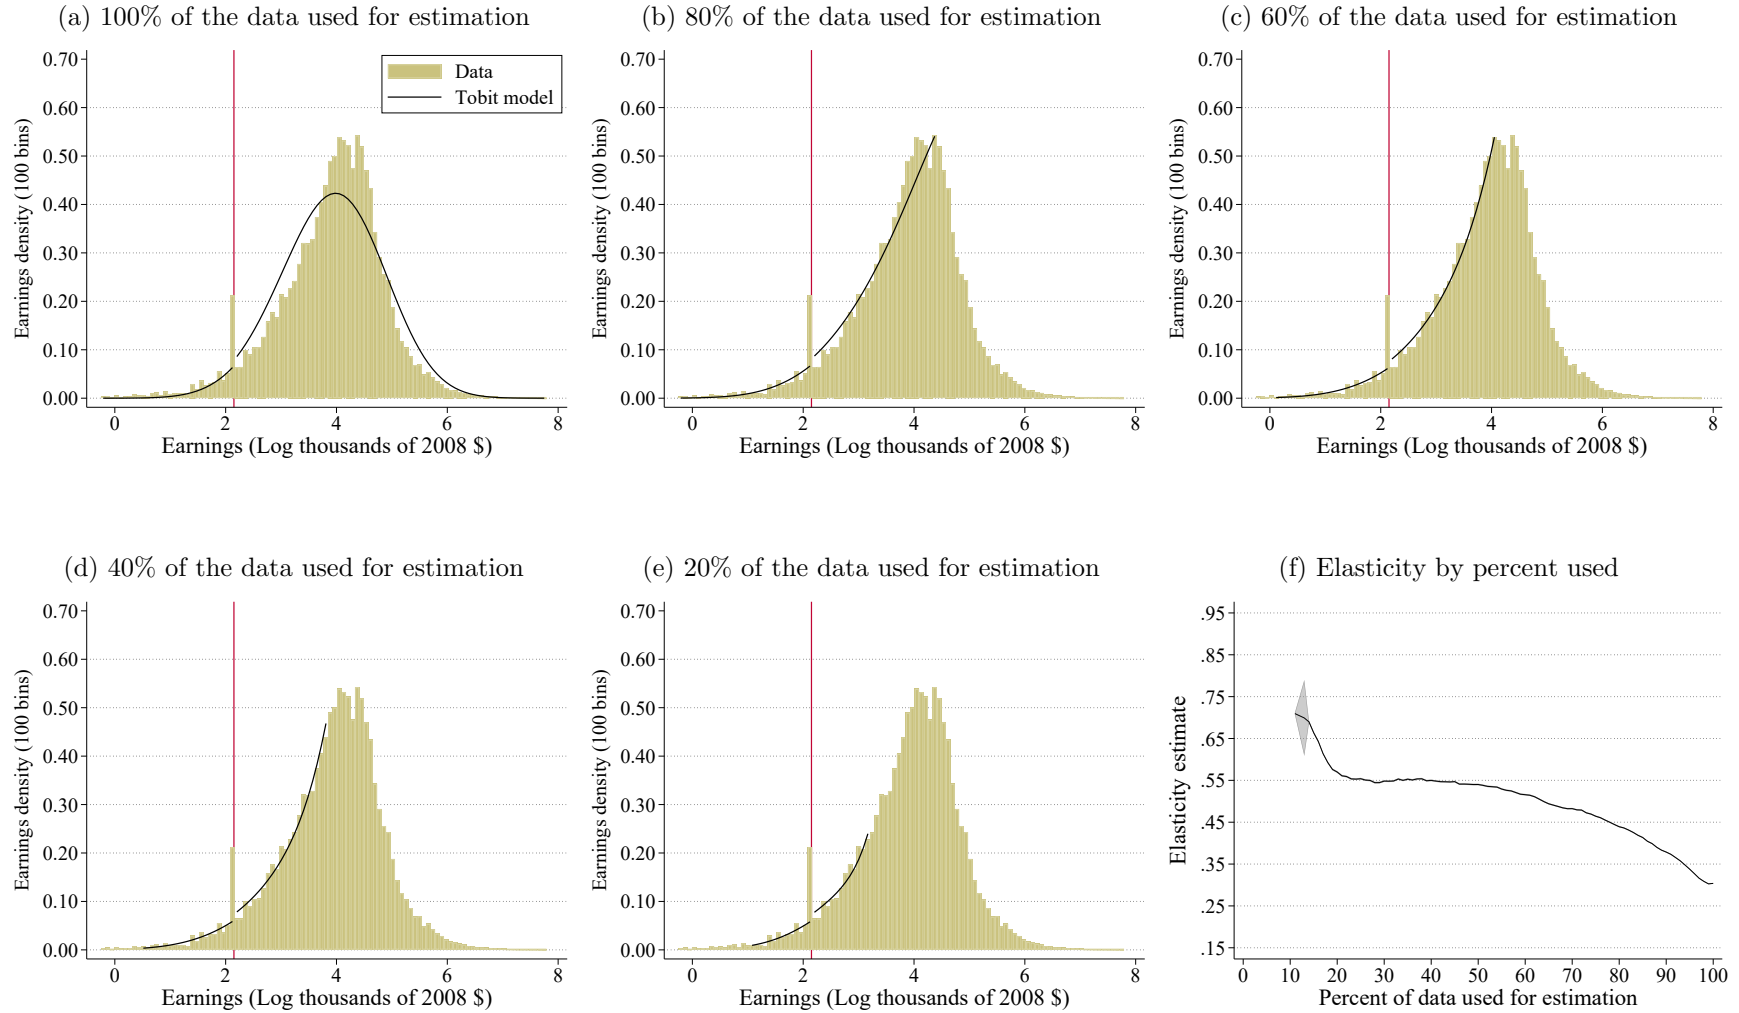 (a) 100% of the data used for estimation
0.70
0.60
0.50
0.40
0.30
0.20
0.10
0.00
Earnings density (100 bins)
Data
Tobit model
0 2 4 6 8
Earnings (Log thousands of 2008 $)
(b) 80% of the data used for estimation
0.70
0.60
0.50
0.40
0.30
0.20
0.10
0.00
Earnings density (100 bins)
0 2 4 6 8
Earnings (Log thousands of 2008 $)
(c) 60% of the data used for estimation
0.70
0.60
0.50
0.40
0.30
0.20
0.10
0.00
Earnings density (100 bins)
0 2 4 6 8
Earnings (Log thousands of 2008 $)
(d) 40% of the data used for estimation
0.70
0.60
0.50
0.40
0.30
0.20
0.10
0.00
Earnings density (100 bins)
0 2 4 6 8
Earnings (Log thousands of 2008 $)
(e) 20% of the data used for estimation
0.70
0.60
0.50
0.40
0.30
0.20
0.10
0.00
Earnings density (100 bins)
0 2 4 6 8
Earnings (Log thousands of 2008 $)
(f) Elasticity by percent used
.95
.85
.75
.65
.55
.45
.35
.25
.15
Elasticity estimate
0 10 20 30 40 50 60 70 80 90 100
Percent of data used for estimation